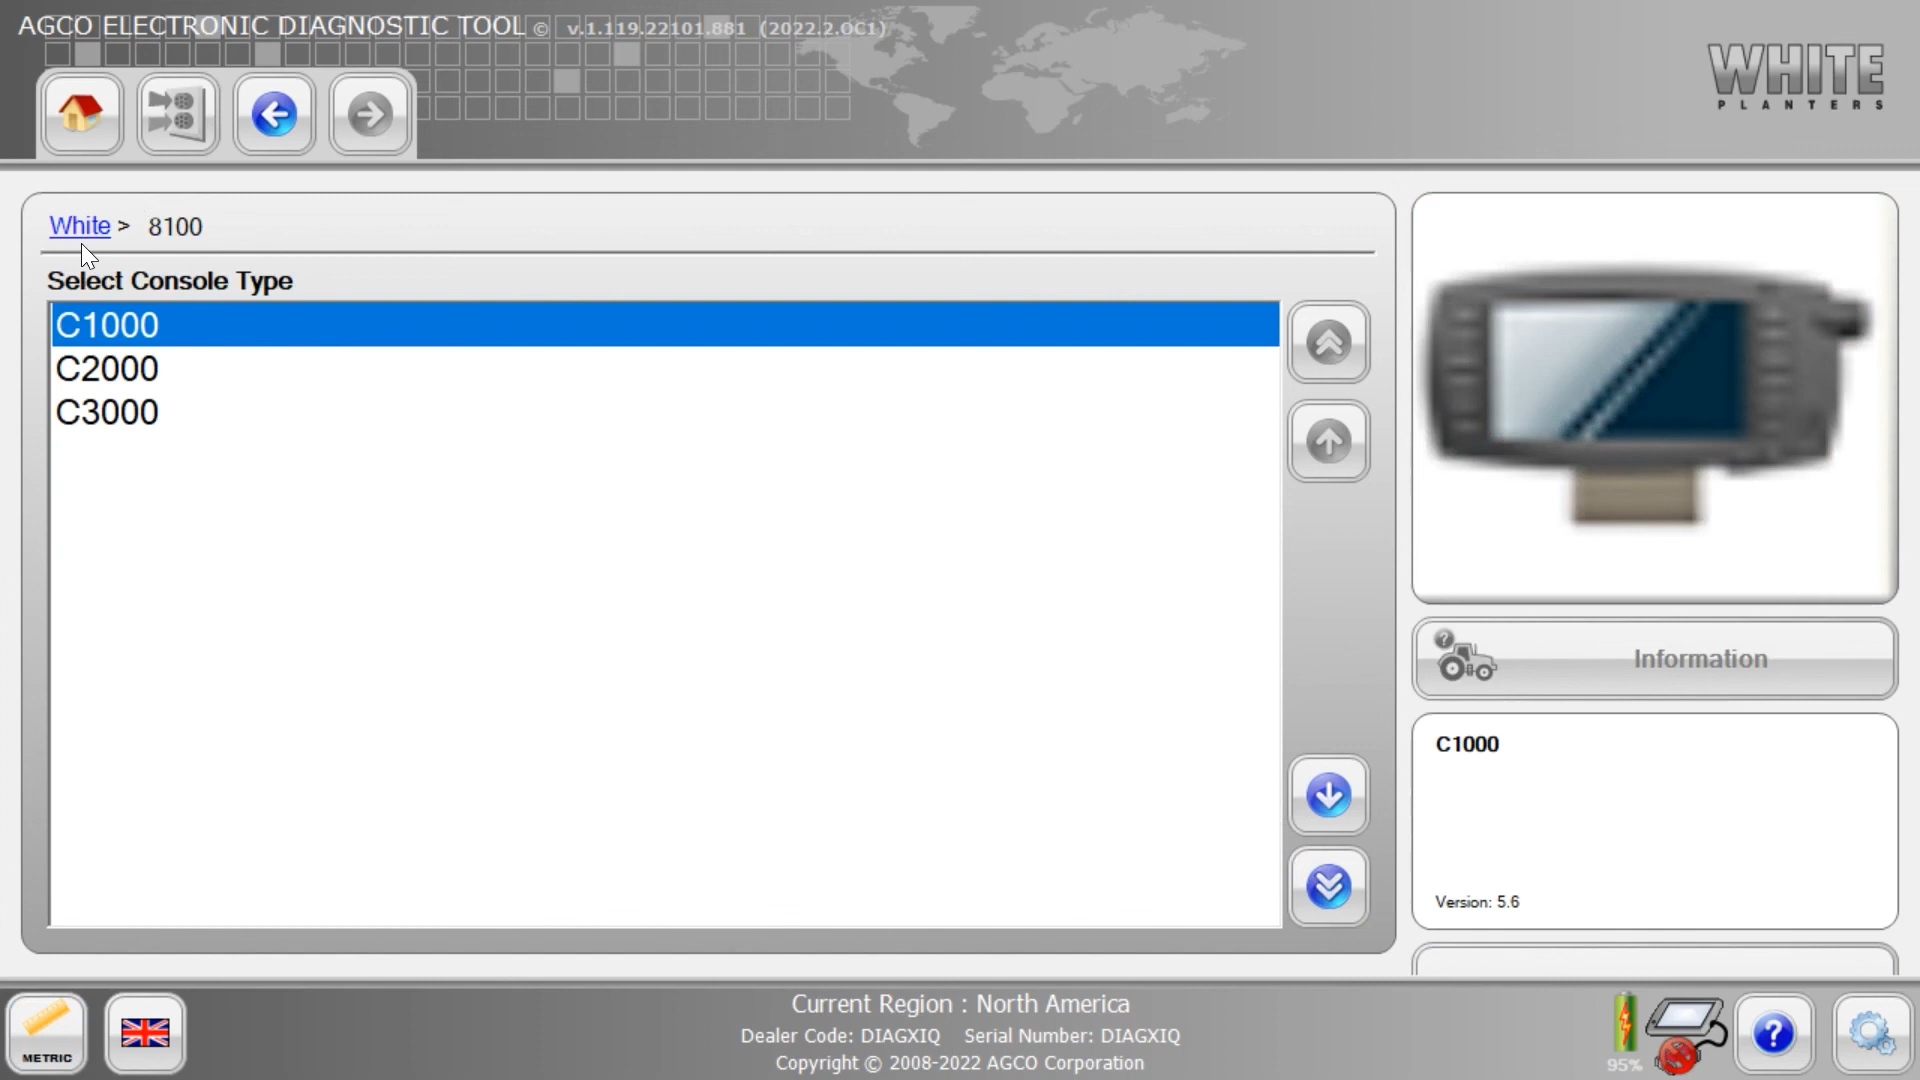 AGCO ELECTRONIC DIAGNOSTIC TOOL © v.1.119.22101.881 (2022.2.OC1)
WHITE
PLANTERS
White > 8100
Select Console Type
C1000
C2000
C3000
Information
C1000
Version: 5.6
METRIC
Current Region : North America
Dealer Code: DIAGXIQ Serial Number: DIAGXIQ
Copyright © 2008-2022 AGCO Corporation
95%